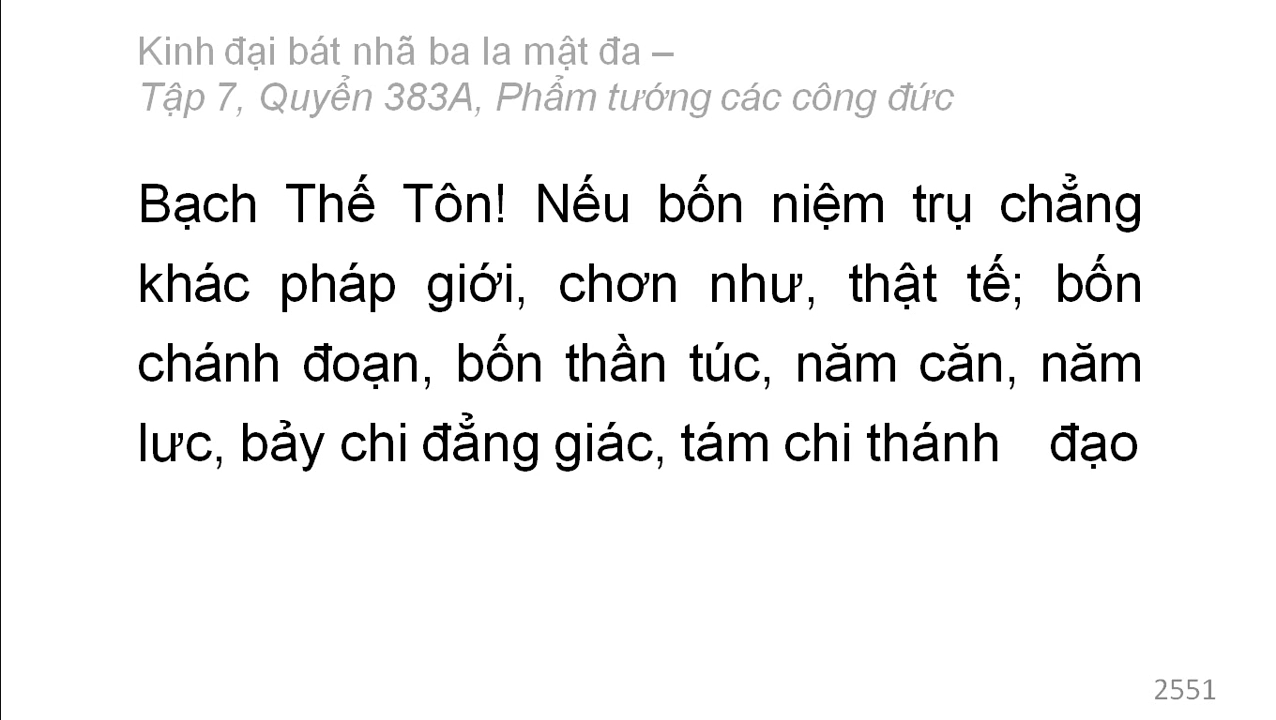 Kinh đại bát nhã ba la mật đa –
Tập 7, Quyển 383A, Phẩm tướng các công đức
Bạch Thế Tôn! Nếu bốn niệm trụ chẳng
khác pháp giới, chơn như, thật tế; bốn
chánh đoạn, bốn thần túc, năm căn, năm
lưc, bảy chi đẳng giác, tám chi thánh đạo
2551